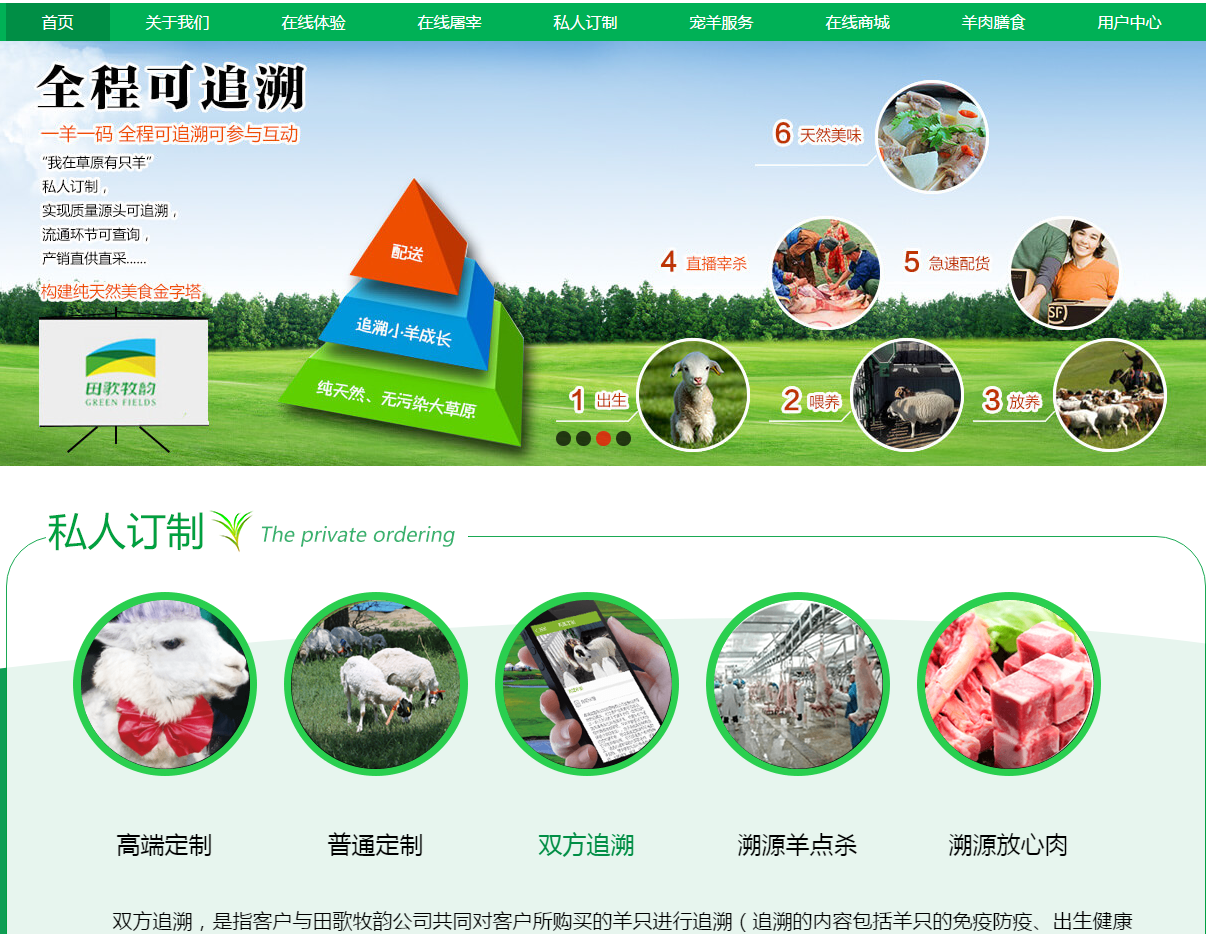 首页 关于我们 在线体验 在线屠宰 私人订制 宠羊服务 在线商城 羊肉膳食 用户中心
全程可追溯
一羊一码 全程可追溯可参与互动
“我在草原有只羊”
私人订制，
实现质量源头可追溯，
流通环节可查询，
产销直供直采......
构建纯天然美食金字塔
田歌牧韵
GREEN FIELDS
配送
追溯小羊成长
纯天然、无污染大草原
6 天然美味
4 直播宰杀
5 急速配货
SF
1 出生
2 喂养
3 放养
私人订制 The private ordering
高端定制 普通定制 双方追溯 溯源羊点杀 溯源放心肉
双方追溯，是指客户与田歌牧韵公司共同对客户所购买的羊只进行追溯（追溯的内容包括羊只的免疫防疫、出生健康